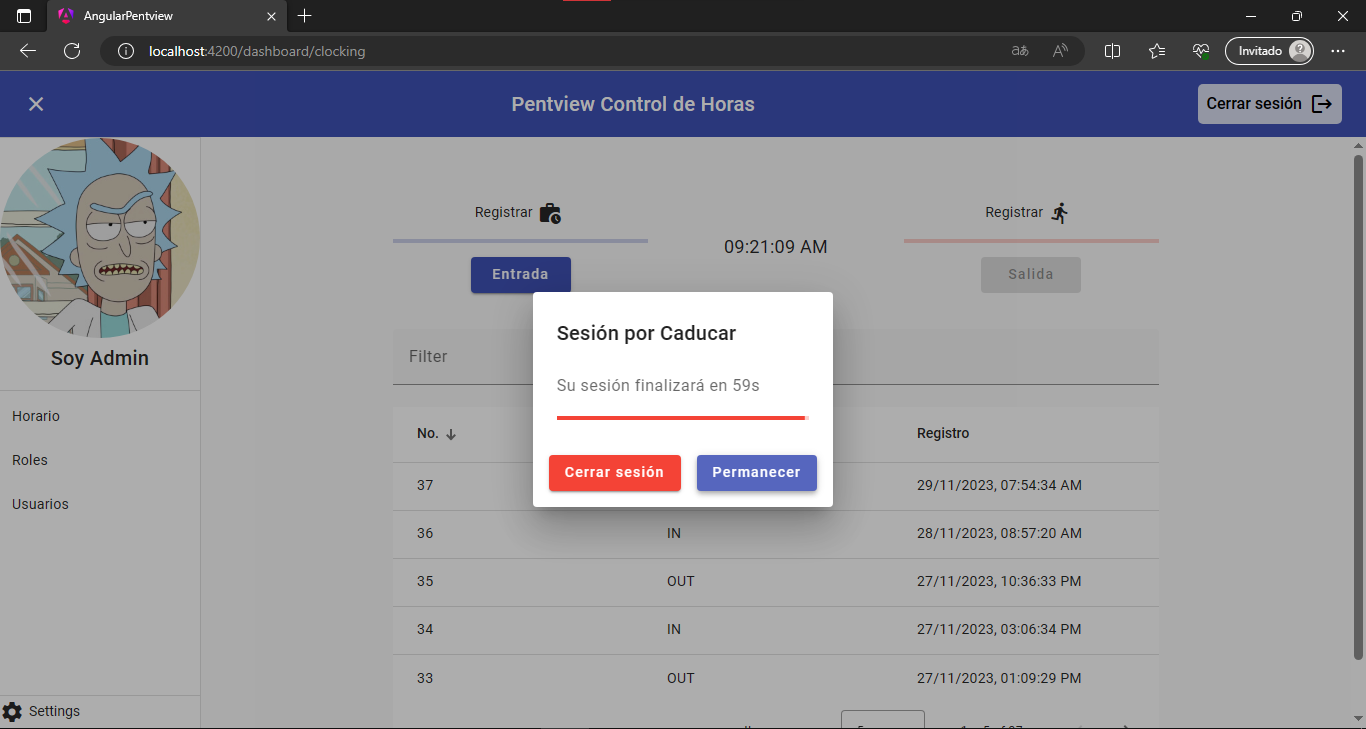 AngularPentview
localhost:4200/dashboard/clocking
あ
Invitado
Pentview Control de Horas
Cerrar sesión
Soy Admin
Horario
Roles
Usuarios
Settings
Registrar
Entrada
09:21:09 AM
Registrar
Salida
Filter
Sesión por Caducar
Su sesión finalizará en 59s
Cerrar sesión
Permanecer
No. Registro
37 29/11/2023, 07:54:34 AM
36 IN 28/11/2023, 08:57:20 AM
35 OUT 27/11/2023, 10:36:33 PM
34 IN 27/11/2023, 03:06:34 PM
33 OUT 27/11/2023, 01:09:29 PM